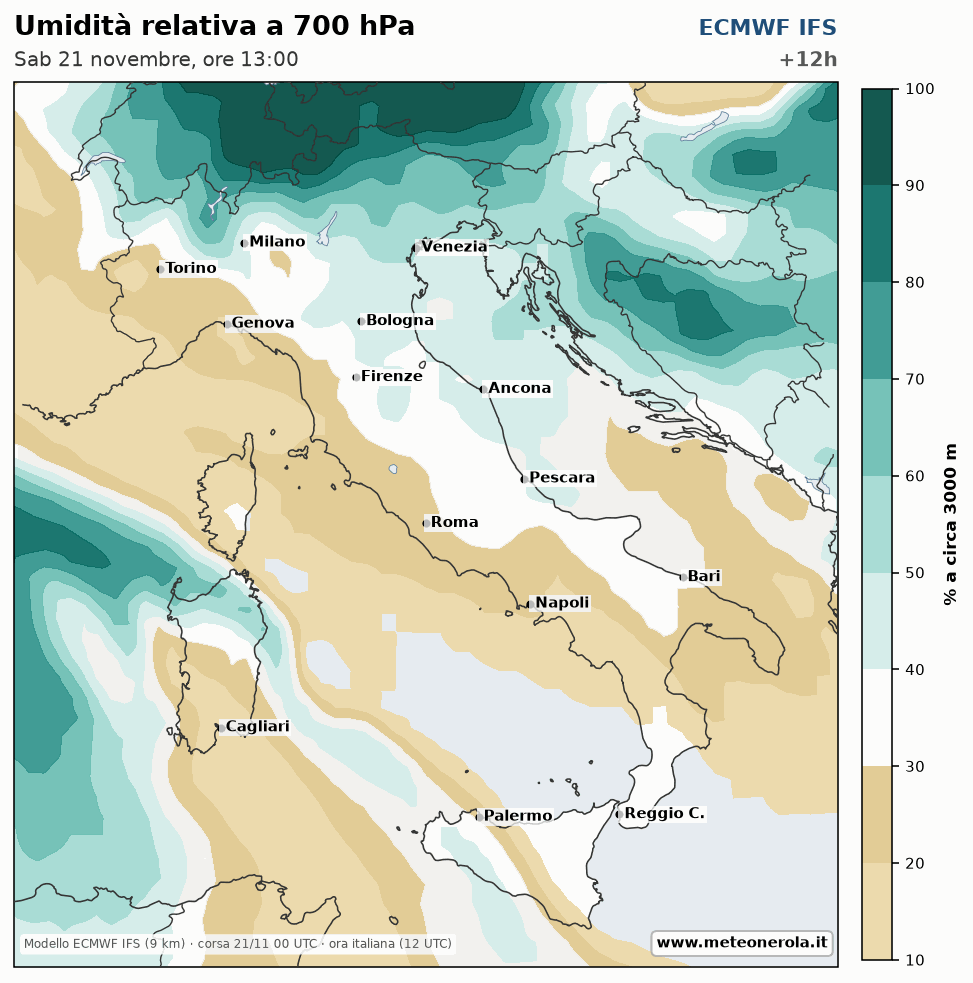 Umidità relativa a 700 hPa
ECMWF IFS
Sab 21 novembre, ore 13:00
+12h
Milano
Venezia
Torino
Genova
Bologna
Firenze
Ancona
Pescara
Roma
Bari
Napoli
Cagliari
Palermo
Reggio C.
100
90
80
70
60
50
40
30
20
10
% a circa 3000 m
Modello ECMWF IFS (9 km) · corsa 21/11 00 UTC · ora italiana (12 UTC)
www.meteonerola.it